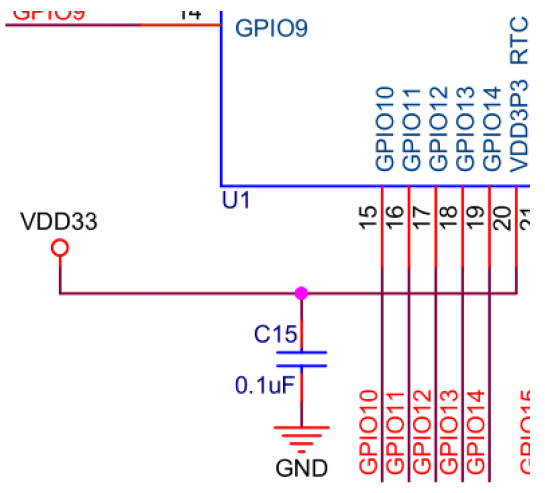 GPIO9
14
GPIO9
GPIO10
GPIO11
GPIO12
GPIO13
GPIO14
VDD3P3 RTC
U1
15
16
17
18
19
20
21
VDD33
C15
0.1uF
GND
GPIO10
GPIO11
GPIO12
GPIO13
GPIO14
GPIO15